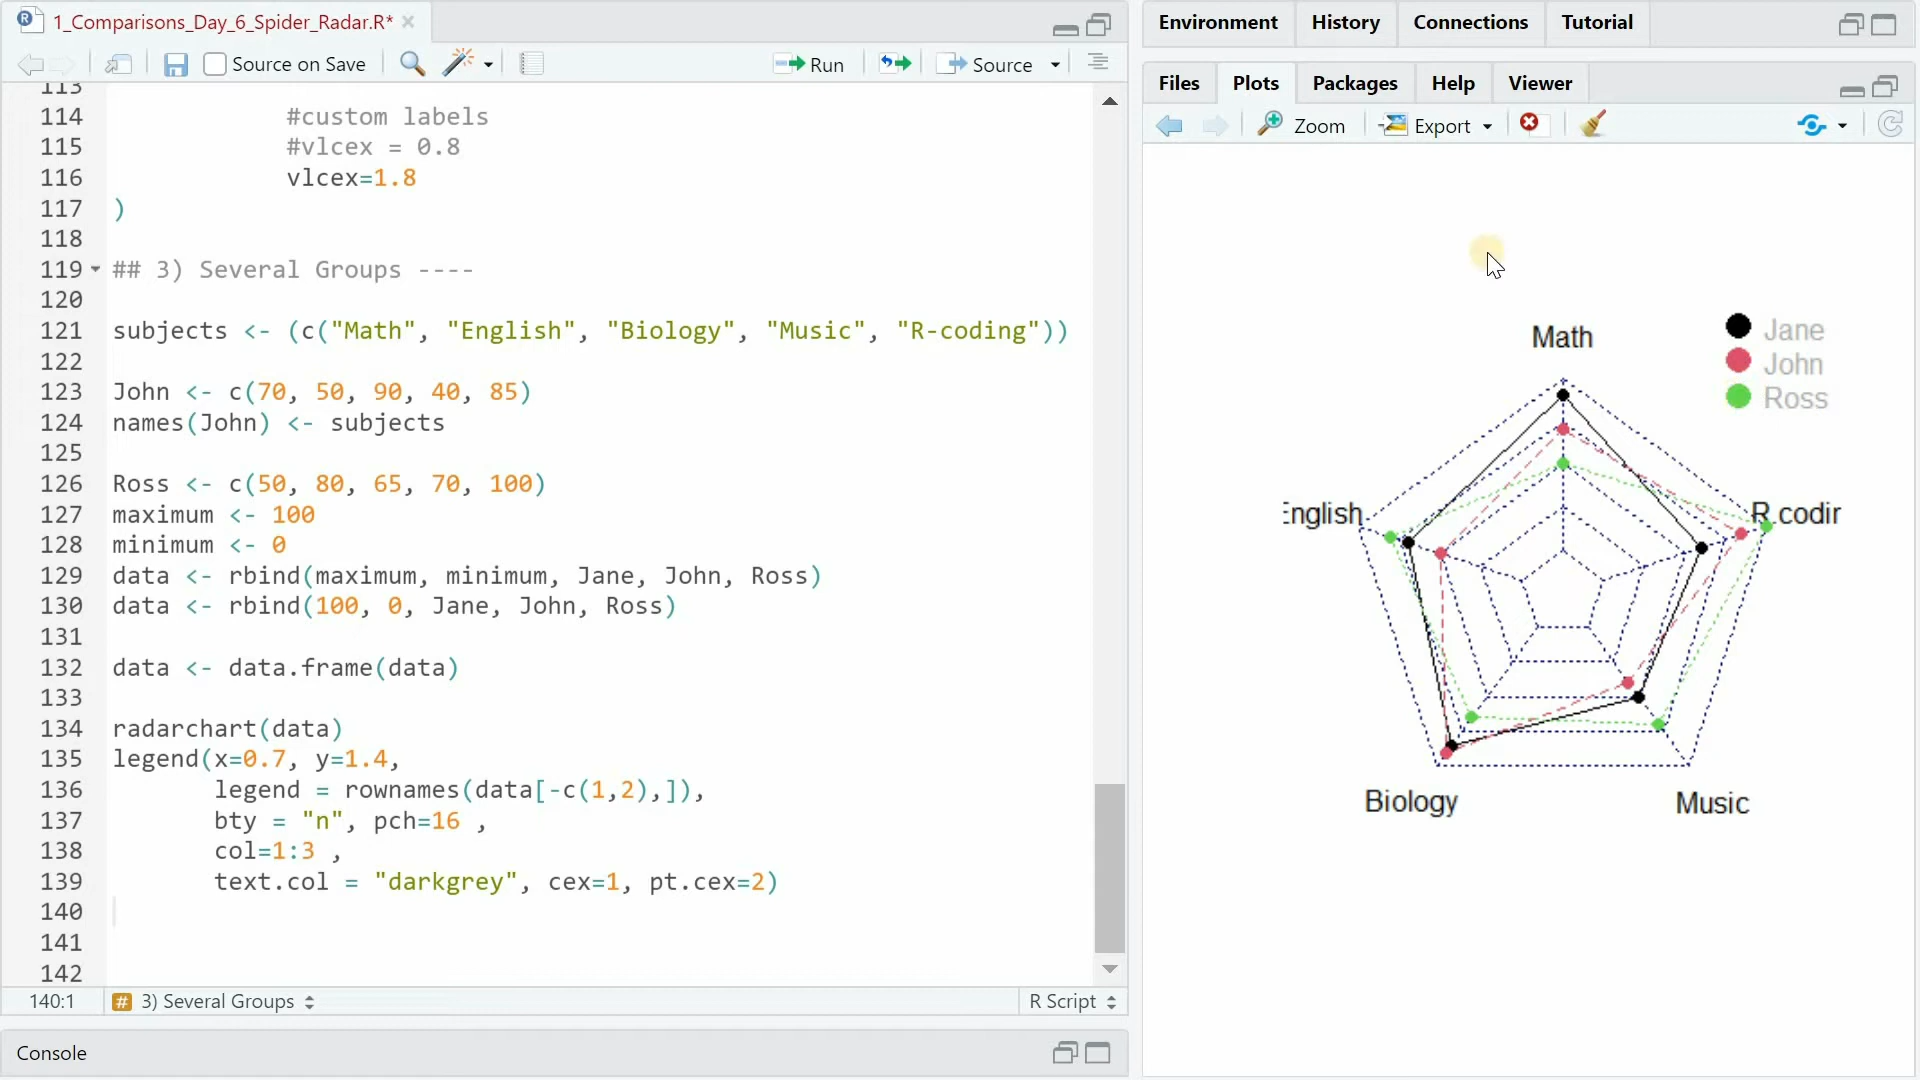 1_Comparisons_Day_6_Spider_Radar.R*
Source on Save
Run
Source
113
114 #custom labels
115 #vlcex = 0.8
116 vlcex=1.8
117 )
118
119 ## 3) Several Groups ----
120
121 subjects <- (c("Math", "English", "Biology", "Music", "R-coding"))
122
123 John <- c(70, 50, 90, 40, 85)
124 names(John) <- subjects
125
126 Ross <- c(50, 80, 65, 70, 100)
127 maximum <- 100
128 minimum <- 0
129 data <- rbind(maximum, minimum, Jane, John, Ross)
130 data <- rbind(100, 0, Jane, John, Ross)
131
132 data <- data.frame(data)
133
134 radarchart(data)
135 legend(x=0.7, y=1.4,
136 legend = rownames(data[-c(1,2),]),
137 bty = "n", pch=16 ,
138 col=1:3 ,
139 text.col = "darkgrey", cex=1, pt.cex=2)
140
141
142
140:1 # 3) Several Groups R Script
Console
Environment History Connections Tutorial
Files Plots Packages Help Viewer
Zoom Export
Math
Jane
John
Ross
English
R.codin
Biology
Music